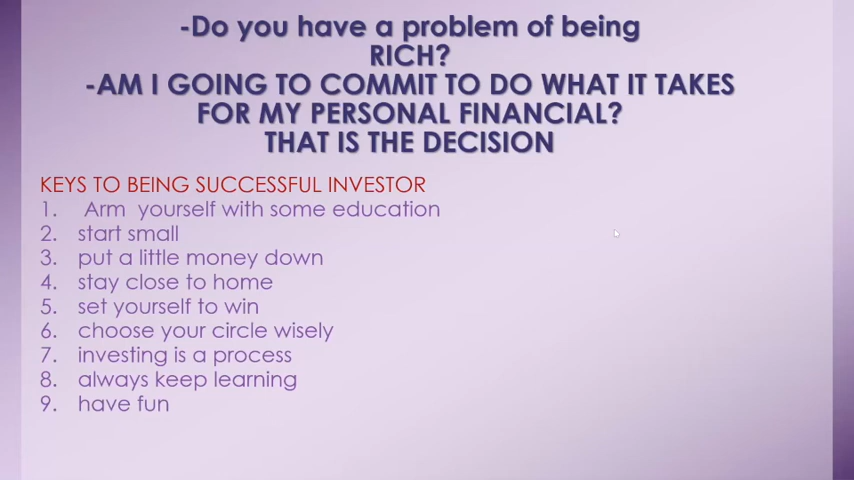 -Do you have a problem of being
RICH?
-AM I GOING TO COMMIT TO DO WHAT IT TAKES
FOR MY PERSONAL FINANCIAL?
THAT IS THE DECISION
KEYS TO BEING SUCCESSFUL INVESTOR
1. Arm yourself with some education
2. start small
3. put a little money down
4. stay close to home
5. set yourself to win
6. choose your circle wisely
7. investing is a process
8. always keep learning
9. have fun